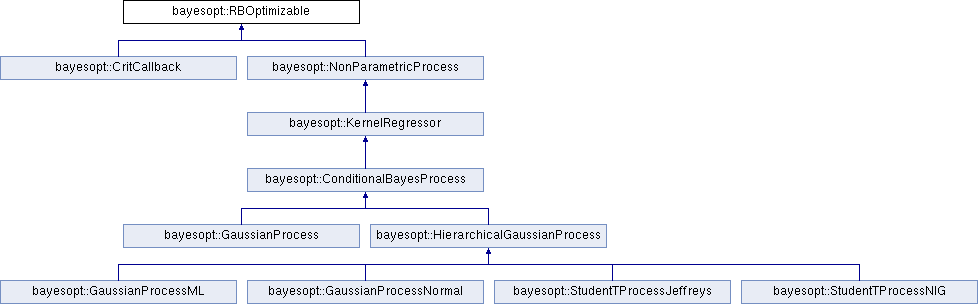 bayesopt::RBOptimizable
bayesopt::CritCallback
bayesopt::NonParametricProcess
bayesopt::KernelRegressor
bayesopt::ConditionalBayesProcess
bayesopt::GaussianProcess
bayesopt::HierarchicalGaussianProcess
bayesopt::GaussianProcessML
bayesopt::GaussianProcessNormal
bayesopt::StudentTProcessJeffreys
bayesopt::StudentTProcessNIG